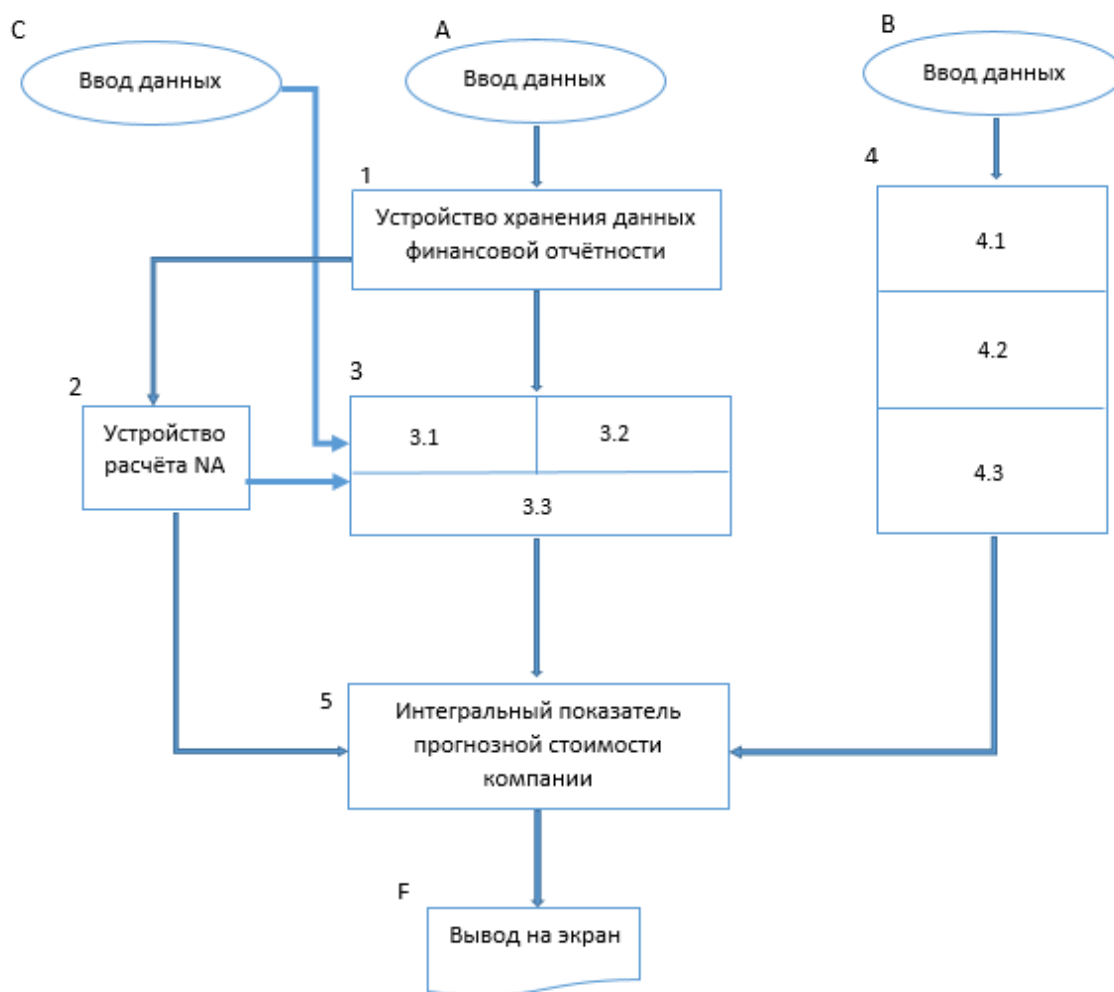 C
A
B
Ввод данных
Ввод данных
Ввод данных
1
4
Устройство хранения данных
финансовой отчётности
4.1
4.2
4.3
2
3
Устройство
расчёта NA
3.1
3.2
3.3
5
Интегральный показатель
прогнозной стоимости
компании
F
Вывод на экран